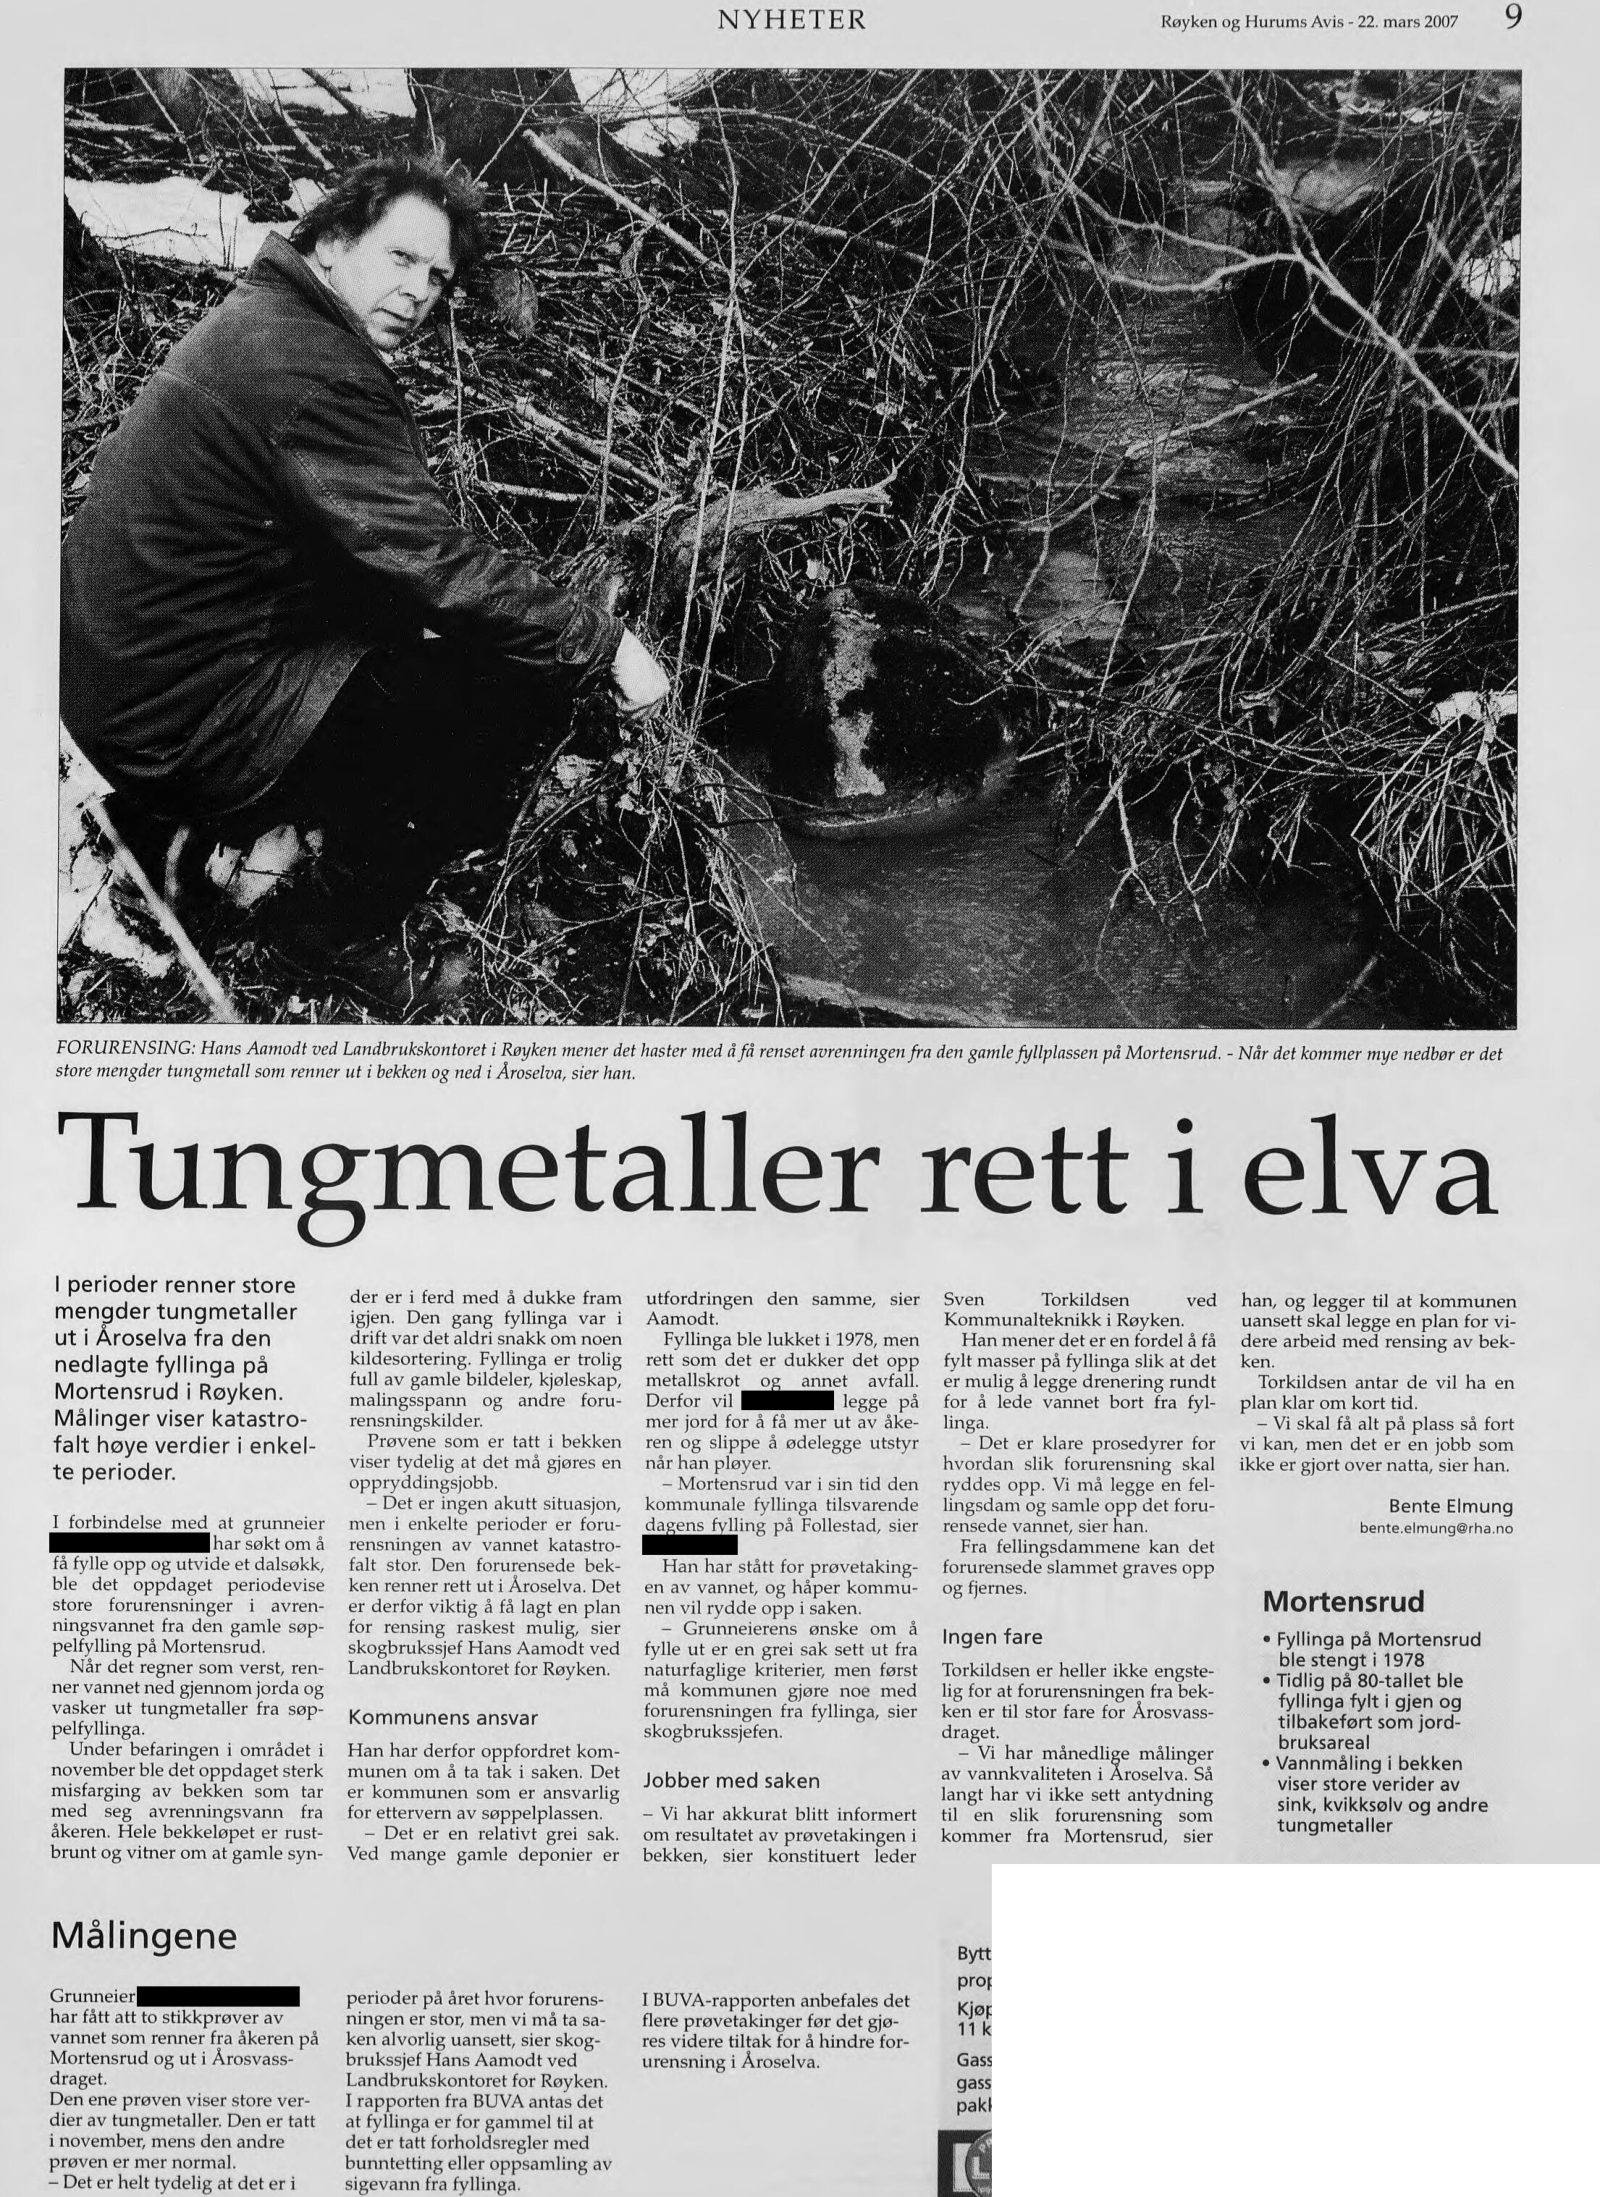 NYHETER
Røyken og Hurums Avis - 22. mars 2007 9
FORURENSING: Hans Aamodt ved Landbrukskontoret i Røyken mener det haster med å få renset avrenningen fra den gamle fyllplassen på Mortensrud. - Når det kommer mye nedbør er det
store mengder tungmetall som renner ut i bekken og ned i Åroselva, sier han.
Tungmetaller rett i elva
I perioder renner store
mengder tungmetaller
ut i Åroselva fra den
nedlagte fyllinga på
Mortensrud i Røyken.
Målinger viser katastro-
falt høye verdier i enkel-
te perioder.
I forbindelse med at grunneier
har søkt om å
få fylle opp og utvide et dalsøkk,
ble det oppdaget periodevise
store forurensninger i avren-
ningsvannet fra den gamle søp-
pelfylling på Mortensrud.
Når det regner som verst, ren-
ner vannet ned gjennom jorda og
vasker ut tungmetaller fra søp-
pelfyllinga.
Under befaringen i området i
november ble det oppdaget sterk
misfarging av bekken som tar
med seg avrenningsvann fra
åkeren. Hele bekkeløpet er rust-
brunt og vitner om at gamle syn-
der er i ferd med å dukke fram
igjen. Den gang fyllinga var i
drift var det aldri snakk om noen
kildesortering. Fyllinga er trolig
full av gamle bildeler, kjøleskap,
malingsspann og andre foru-
rensningskilder.
Prøvene som er tatt i bekken
viser tydelig at det må gjøres en
oppryddingsjobb.
– Det er ingen akutt situasjon,
men i enkelte perioder er foru-
rensningen av vannet katastro-
falt stor. Den forurensede bek-
ken renner rett ut i Åroselva. Det
er derfor viktig å få lagt en plan
for rensing raskest mulig, sier
skogbrukssjef Hans Aamodt ved
Landbrukskontoret for Røyken.
Kommunens ansvar
Han har derfor oppfordret kom-
munen om å ta tak i saken. Det
er kommunen som er ansvarlig
for ettervern av søppelplassen.
– Det er en relativt grei sak.
Ved mange gamle deponier er
utfordringen den samme, sier
Aamodt.
Fyllinga ble lukket i 1978, men
rett som det er dukker det opp
metallskrot og annet avfall.
Derfor vil legge på
mer jord for å få mer ut av åke-
ren og slippe å ødelegge utstyr
når han pløyer.
– Mortensrud var i sin tid den
kommunale fyllinga tilsvarende
dagens fylling på Follestad, sier
Han har stått for prøvetaking-
en av vannet, og håper kommu-
nen vil rydde opp i saken.
– Grunneierens ønske om å
fylle ut er en grei sak sett ut fra
naturfaglige kriterier, men først
må kommunen gjøre noe med
forurensningen fra fyllinga, sier
skogbrukssjefen.
Jobber med saken
– Vi har akkurat blitt informert
om resultatet av prøvetakingen i
bekken, sier konstituert leder
Sven Torkildsen ved
Kommunalteknikk i Røyken.
Han mener det er en fordel å få
fylt masser på fyllinga slik at det
er mulig å legge drenering rundt
for å lede vannet bort fra fyl-
linga.
– Det er klare prosedyrer for
hvordan slik forurensning skal
ryddes opp. Vi må legge en fel-
lingsdam og samle opp det foru-
rensede vannet, sier han.
Fra fellingsdammene kan det
forurensede slammet graves opp
og fjernes.
Ingen fare
Torkildsen er heller ikke engste-
lig for at forurensningen fra bek-
ken er til stor fare for Årosvass-
draget.
– Vi har månedlige målinger
av vannkvaliteten i Åroselva. Så
langt har vi ikke sett antydning
til en slik forurensning som
kommer fra Mortensrud, sier
han, og legger til at kommunen
uansett skal legge en plan for vi-
dere arbeid med rensing av bek-
ken.
Torkildsen antar de vil ha en
plan klar om kort tid.
– Vi skal få alt på plass så fort
vi kan, men det er en jobb som
ikke er gjort over natta, sier han.
Bente Elmung
bente.elmung@rha.no
Mortensrud
• Fyllinga på Mortensrud
ble stengt i 1978
• Tidlig på 80-tallet ble
fyllinga fylt i gjen og
tilbakeført som jord-
bruksareal
• Vannmåling i bekken
viser store verider av
sink, kvikksølv og andre
tungmetaller
Målingene
Grunneier
har fått att to stikkprøver av
vannet som renner fra åkeren på
Mortensrud og ut i Årosvass-
draget.
Den ene prøven viser store ver-
dier av tungmetaller. Den er tatt
i november, mens den andre
prøven er mer normal.
– Det er helt tydelig at det er i
perioder på året hvor forurens-
ningen er stor, men vi må ta sa-
ken alvorlig uansett, sier skog-
brukssjef Hans Aamodt ved
Landbrukskontoret for Røyken.
I rapporten fra BUVA antas det
at fyllinga er for gammel til at
det er tatt forholdsregler med
bunntetting eller oppsamling av
sigevann fra fyllinga.
I BUVA-rapporten anbefales det
flere prøvetakinger før det gjø-
res videre tiltak for å hindre for-
urensning i Åroselva.
Bytt
prop
Kjøp
11 k
Gass
gass
pakk